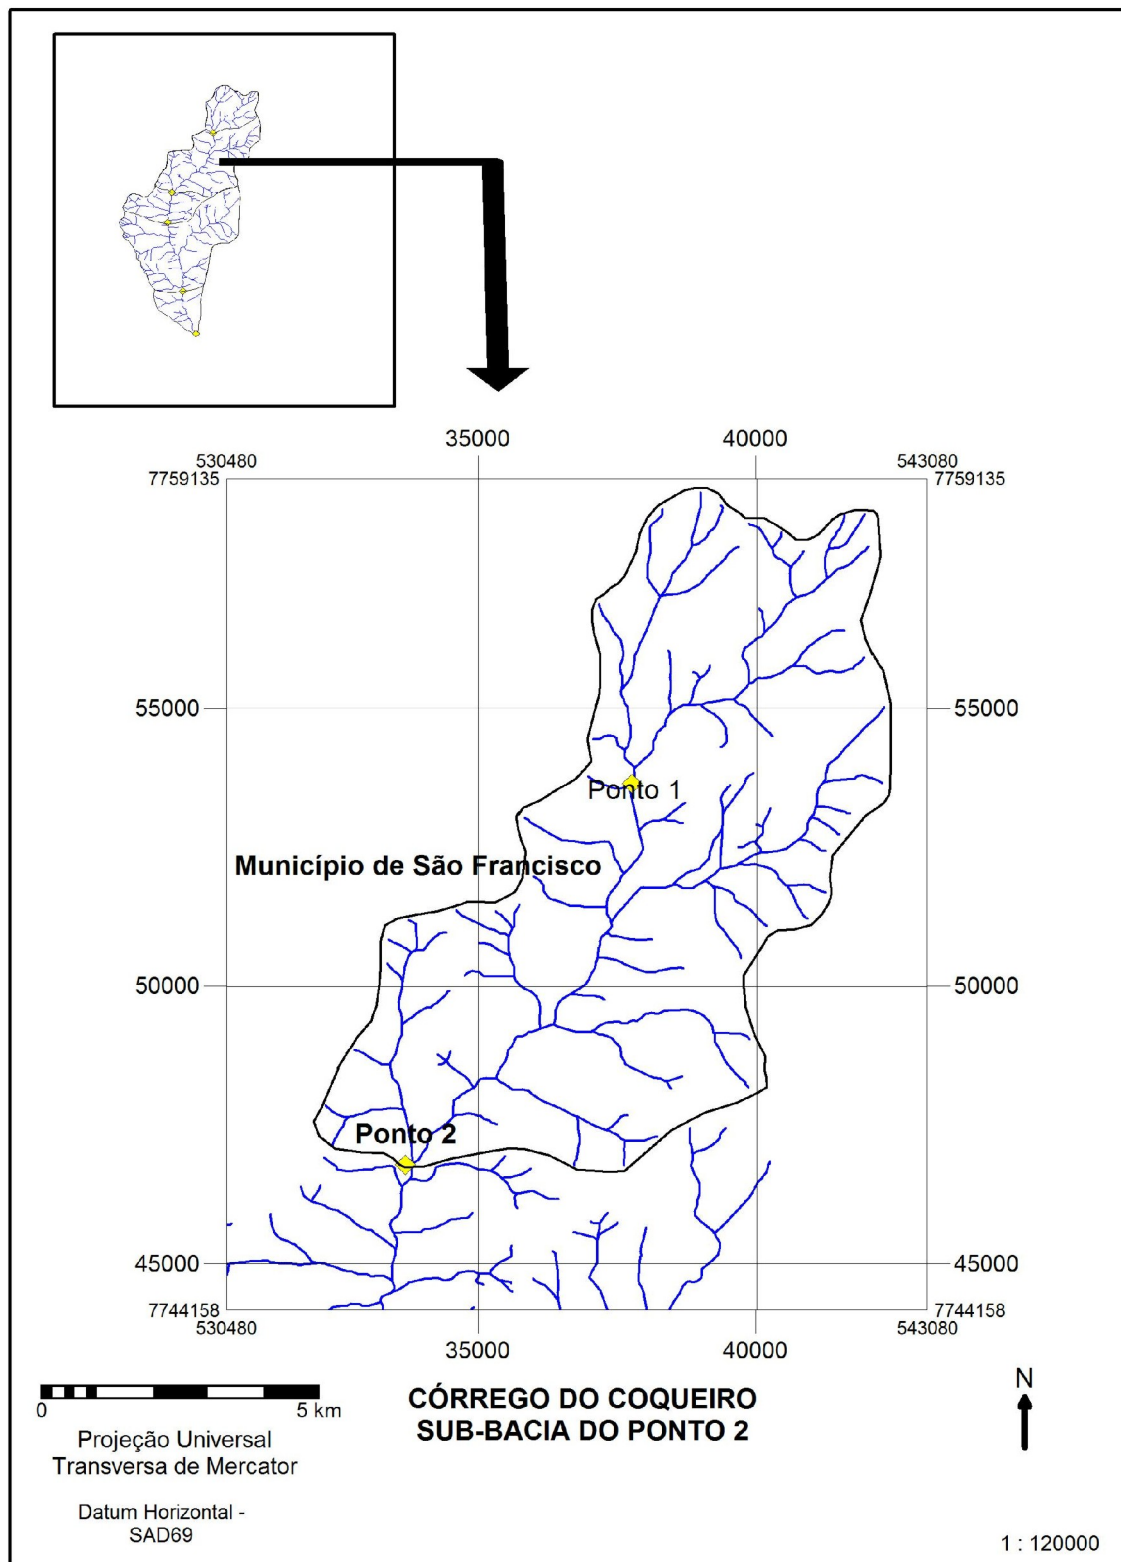 35000 40000
530480 543080
7759135 7759135
55000 55000
Ponto 1
Município de São Francisco
50000 50000
Ponto 2
45000 45000
7744158 7744158
530480 543080
35000 40000
0 5 km
CÓRREGO DO COQUEIRO
SUB-BACIA DO PONTO 2
N
Projeção Universal
Transversa de Mercator
Datum Horizontal -
SAD69
1 : 120000